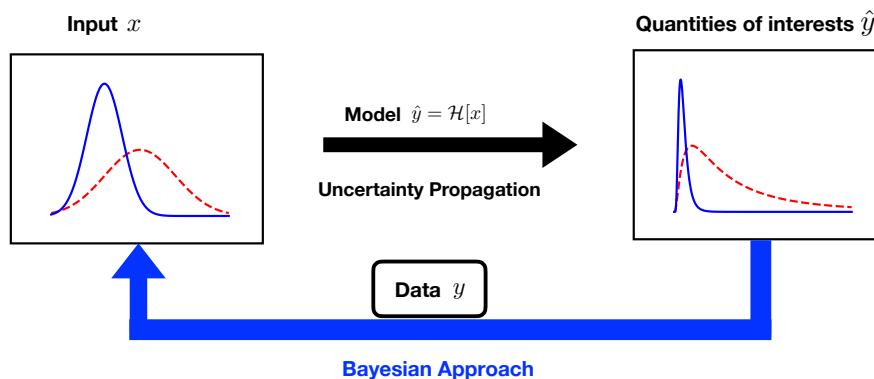 Input x
Quantities of interests ŷ
Model ŷ = ℋ[x]
Uncertainty Propagation
Data y
Bayesian Approach